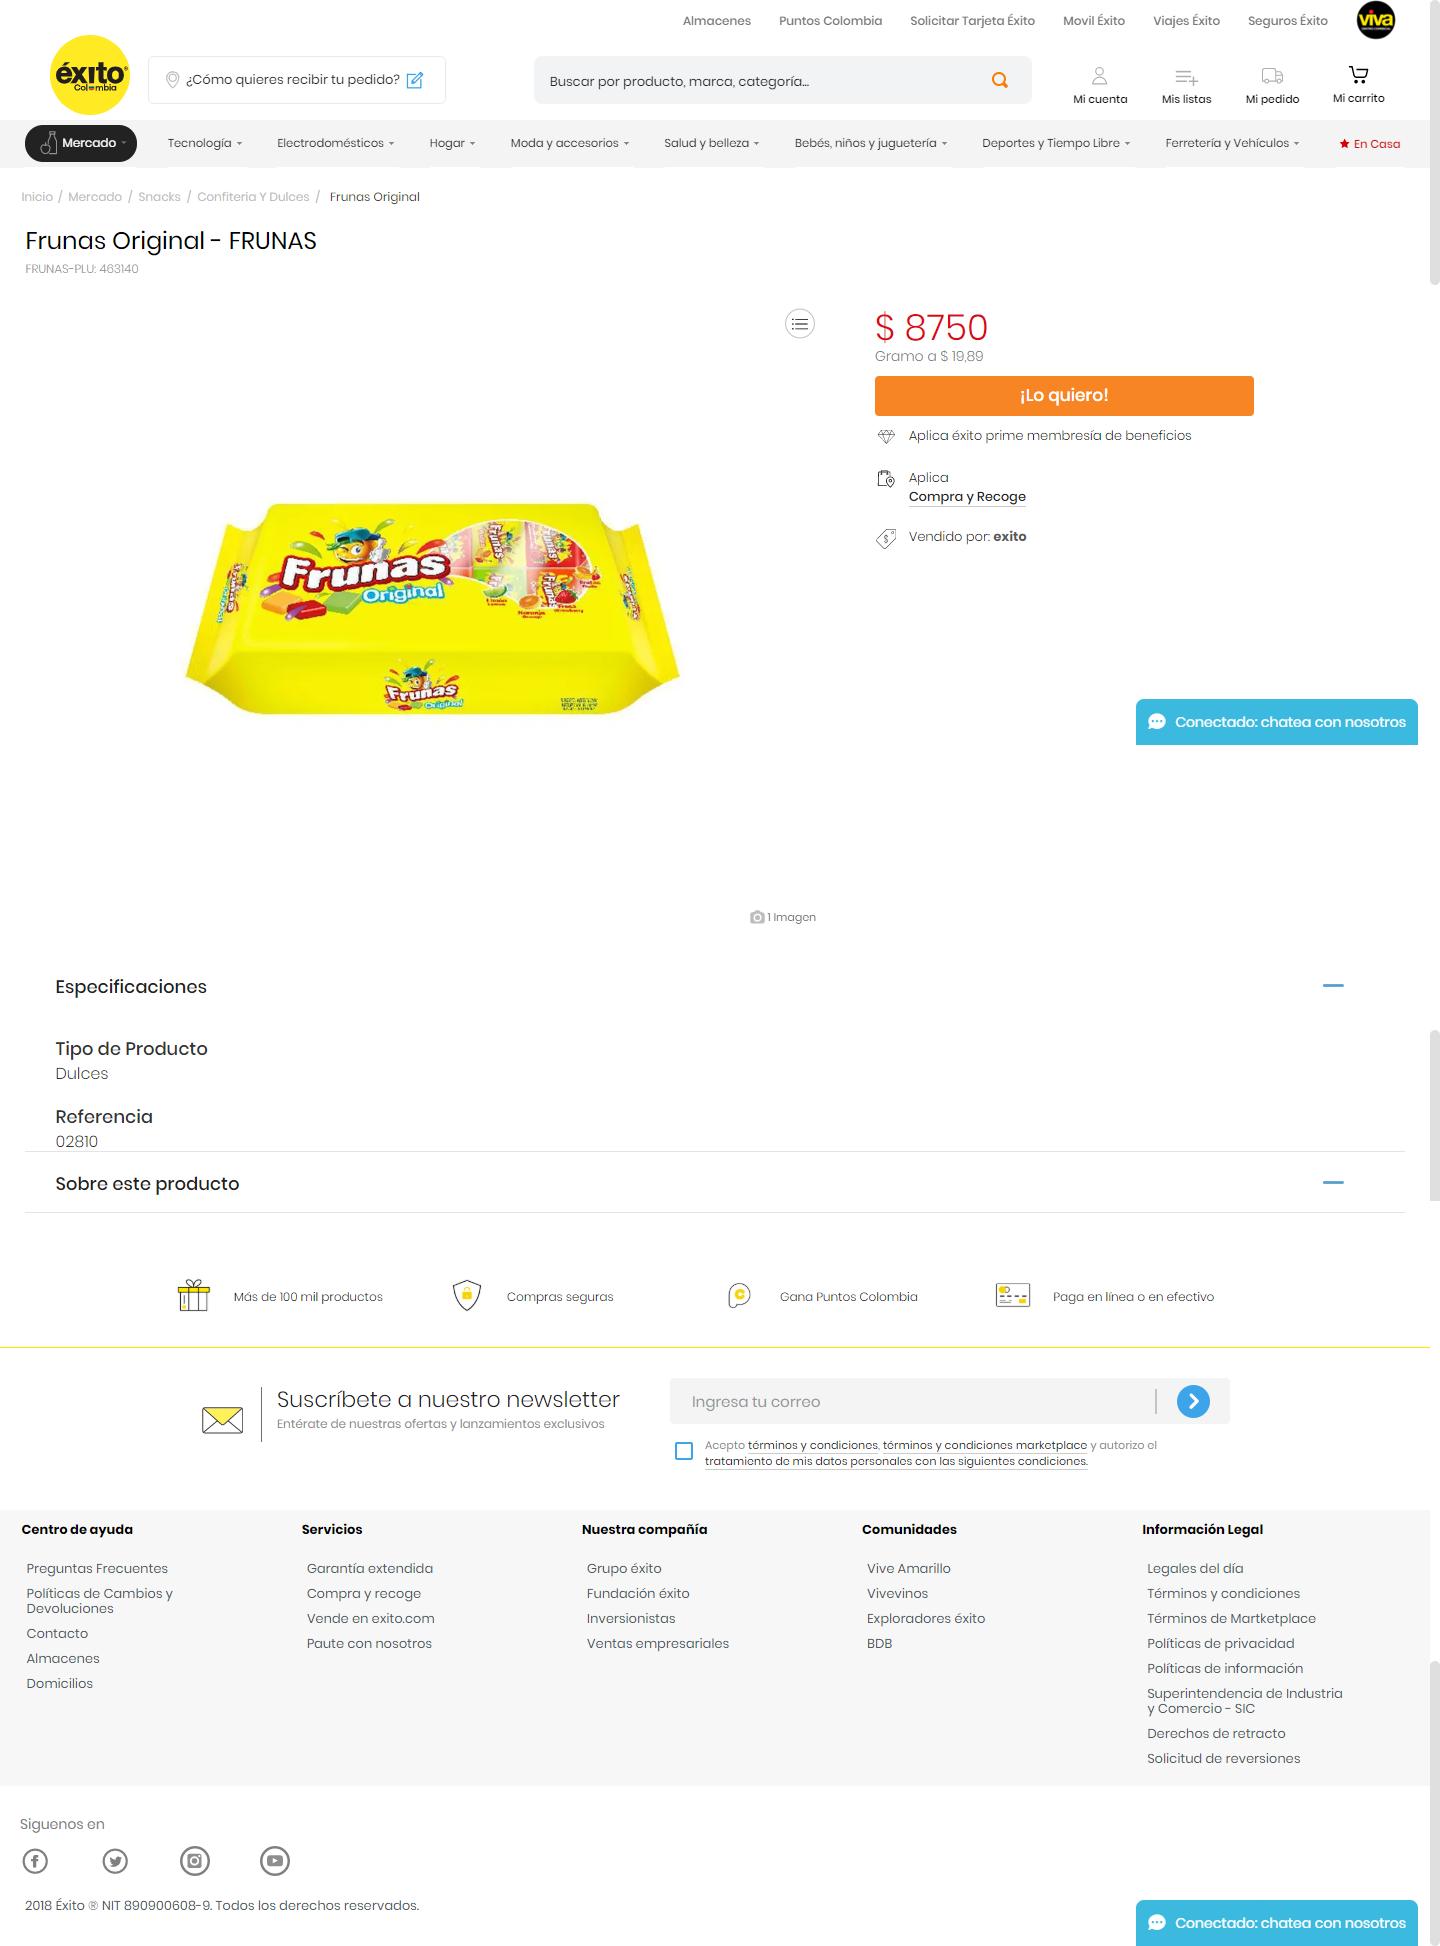 Almacenes Puntos Colombia Solicitar Tarjeta Éxito Movil Éxito Viajes Éxito Seguros Éxito viva
éxito
Colombia
¿Cómo quieres recibir tu pedido?
Buscar por producto, marca, categoría...
Mi cuenta Mis listas Mi pedido Mi carrito
Mercado Tecnología Electrodomésticos Hogar Moda y accesorios Salud y belleza Bebés, niños y juguetería Deportes y Tiempo Libre Ferretería y Vehículos En Casa
Inicio / Mercado / Snacks / Confiteria Y Dulces / Frunas Original
Frunas Original - FRUNAS
FRUNAS-PLU: 463140
$ 8750
Gramo a $ 19,89
¡Lo quiero!
Aplica éxito prime membresía de beneficios
Aplica
Compra y Recoge
Vendido por: exito
Frunas
Original
Frunas
Original
Conectado: chatea con nosotros
1 Imagen
Especificaciones
Tipo de Producto
Dulces
Referencia
02810
Sobre este producto
Más de 100 mil productos Compras seguras Gana Puntos Colombia Paga en línea o en efectivo
Suscríbete a nuestro newsletter
Entérate de nuestras ofertas y lanzamientos exclusivos
Ingresa tu correo
Acepto términos y condiciones, términos y condiciones marketplace y autorizo el
tratamiento de mis datos personales con las siguientes condiciones.
Centro de ayuda
Preguntas Frecuentes
Políticas de Cambios y
Devoluciones
Contacto
Almacenes
Domicilios
Servicios
Garantía extendida
Compra y recoge
Vende en exito.com
Paute con nosotros
Nuestra compañía
Grupo éxito
Fundación éxito
Inversionistas
Ventas empresariales
Comunidades
Vive Amarillo
Vivevinos
Exploradores éxito
BDB
Información Legal
Legales del día
Términos y condiciones
Términos de Martketplace
Políticas de privacidad
Políticas de información
Superintendencia de Industria
y Comercio - SIC
Derechos de retracto
Solicitud de reversiones
Siguenos en
2018 Éxito ® NIT 890900608-9. Todos los derechos reservados.
Conectado: chatea con nosotros